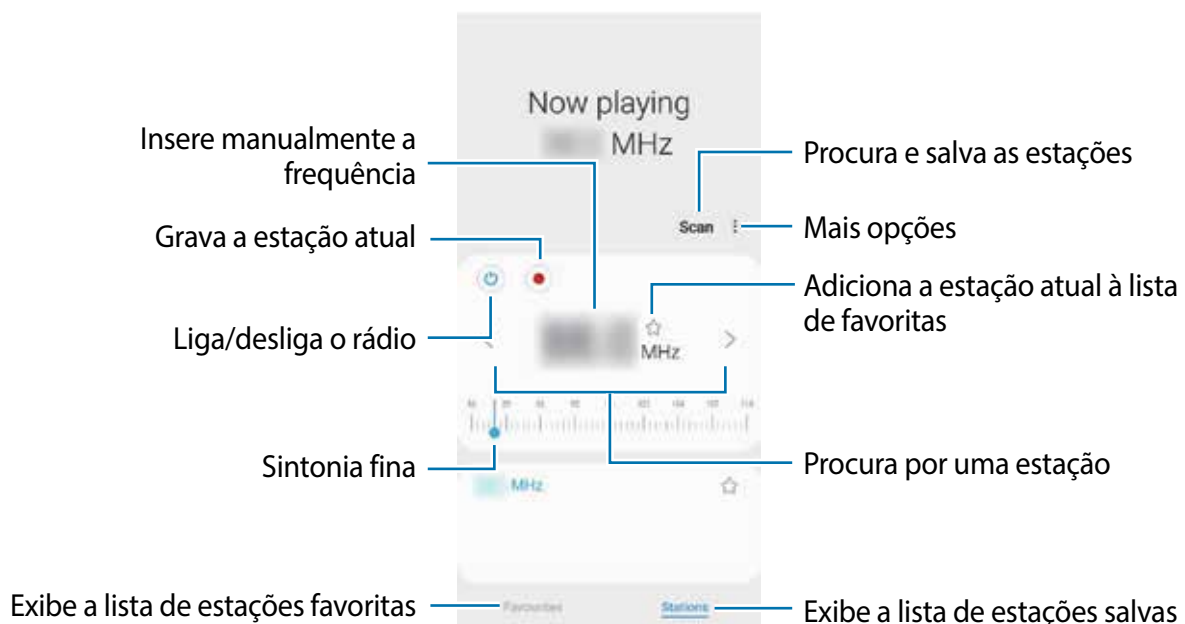 Now playing
MHz
Insere manualmente a
frequência
Procura e salva as estações
Scan
Mais opções
Grava a estação atual
Adiciona a estação atual à lista
de favoritas
Liga/desliga o rádio
MHz
Sintonia fina
Procura por uma estação
MHz
Exibe a lista de estações favoritas
Favourites
Stations
Exibe a lista de estações salvas